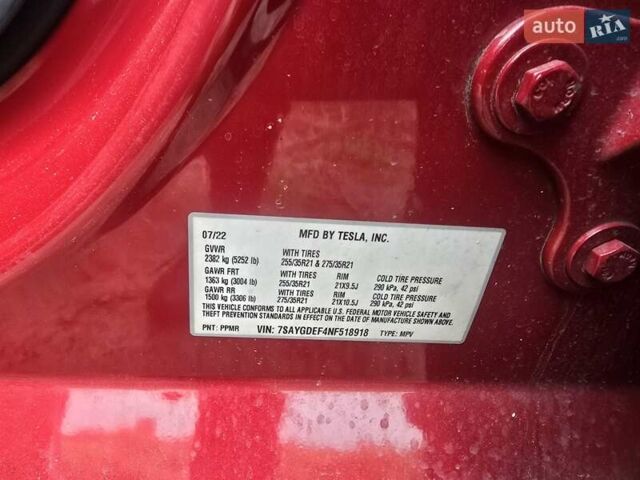 auto RIA .com
07/22 MFD BY TESLA, INC.
GVWR WITH TIRES
2382 kg (5252 lb) 255/35R21 & 275/35R21
GAWR FRT WITH TIRES RIM COLD TIRE PRESSURE
1363 kg (3004 lb) 255/35R21 21X9.5J 290 kPa, 42 psi
GAWR RR WITH TIRES RIM COLD TIRE PRESSURE
1500 kg (3306 lb) 275/35R21 21X10.5J 290 kPa, 42 psi
THIS VEHICLE CONFORMS TO ALL APPLICABLE U.S. FEDERAL MOTOR VEHICLE SAFETY AND
THEFT PREVENTION STANDARDS IN EFFECT ON THE DATE OF MANUFACTURE SHOWN ABOVE.
PNT: PPMR VIN: 7SAYGDEF4NF518918 TYPE: MPV